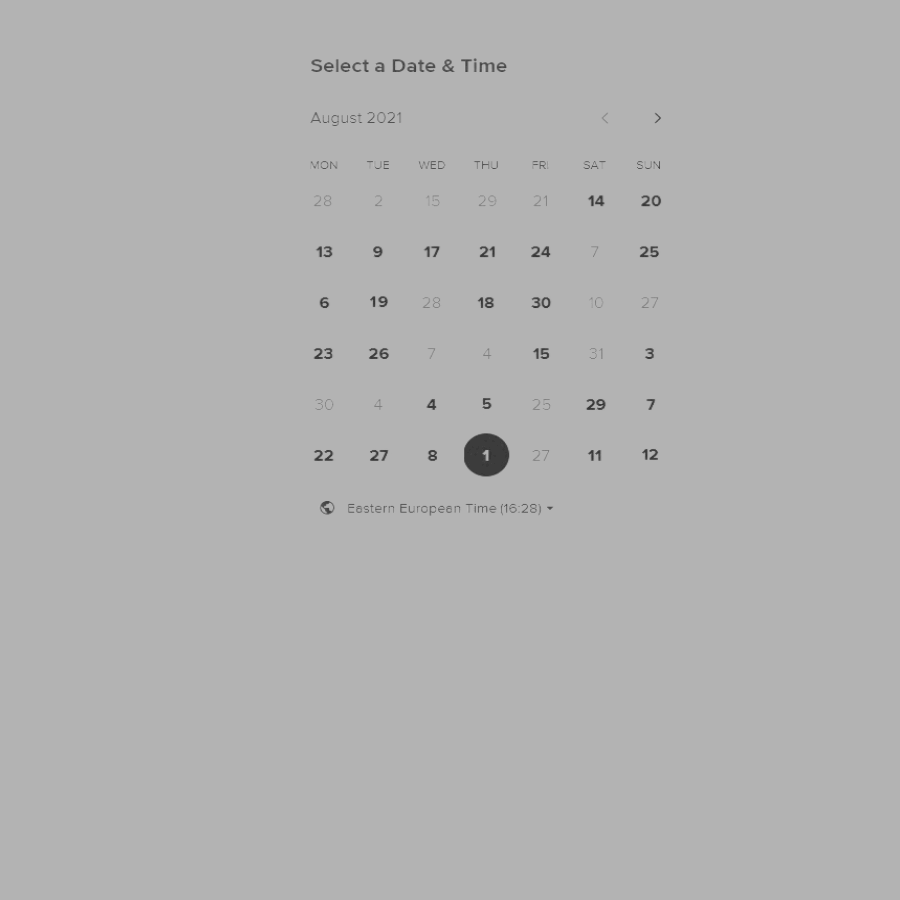 Select a Date & Time
August 2021
MON TUE WED THU FRI SAT SUN
28 2 15 29 21 14 20
13 9 17 21 24 7 25
6 19 28 18 30 10 27
23 26 7 4 15 31 3
30 4 4 5 25 29 7
22 27 8 1 27 11 12
Eastern European Time (16:28)